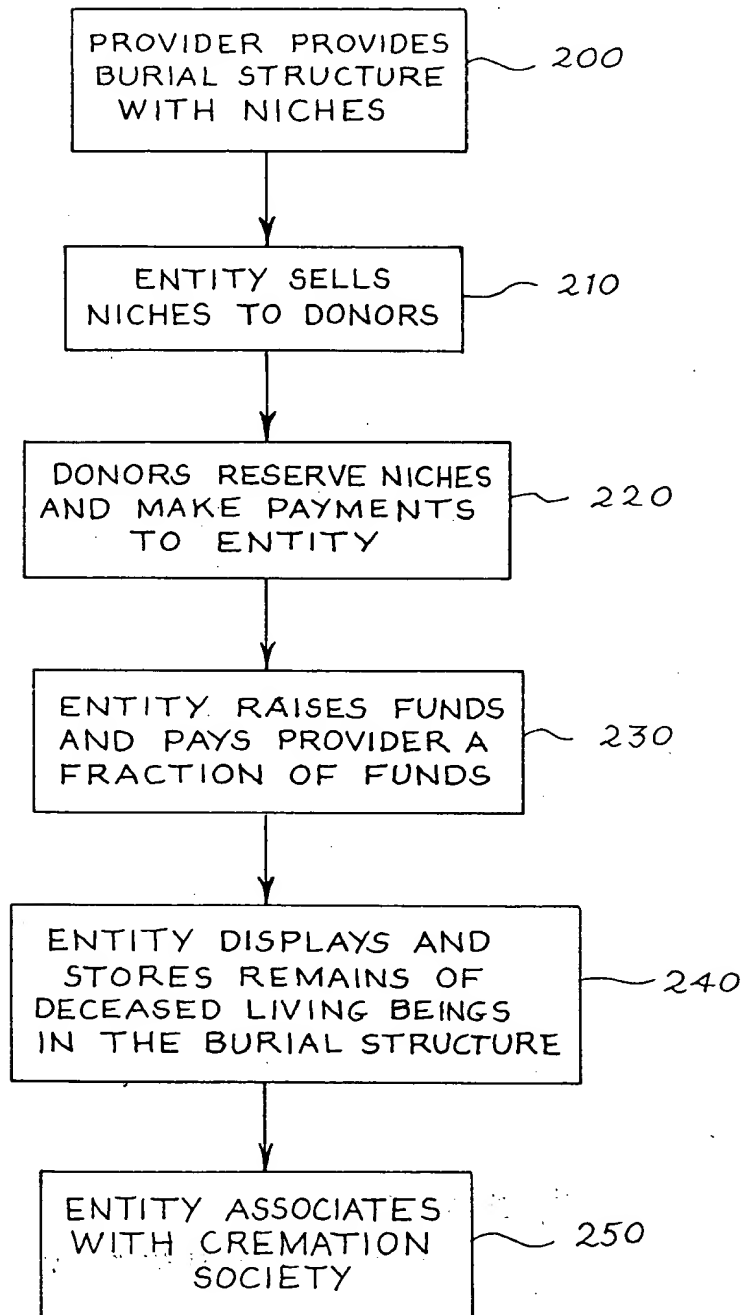 PROVIDER PROVIDES
BURIAL STRUCTURE
WITH NICHES
200
ENTITY SELLS
NICHES TO DONORS
210
DONORS RESERVE NICHES
AND MAKE PAYMENTS
TO ENTITY
220
ENTITY RAISES FUNDS
AND PAYS PROVIDER A
FRACTION OF FUNDS
230
ENTITY DISPLAYS AND
STORES REMAINS OF
DECEASED LIVING BEINGS
IN THE BURIAL STRUCTURE
240
ENTITY ASSOCIATES
WITH CREMATION
SOCIETY
250